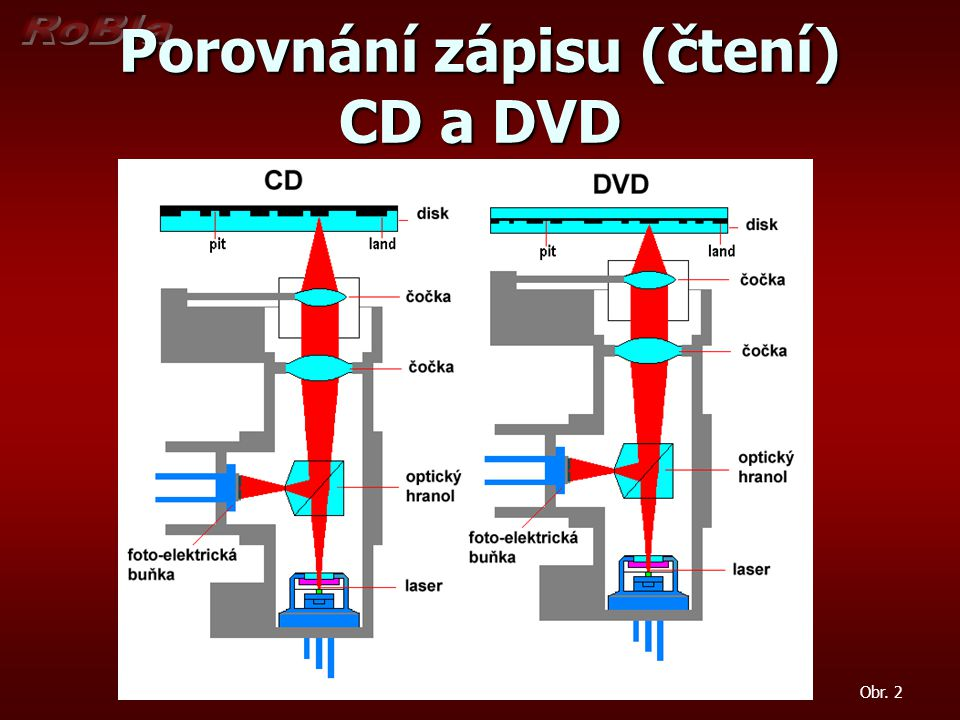 RoBla
Porovnání zápisu (čtení)
CD a DVD
CD
disk
pit
land
čočka
čočka
optický
hranol
foto-elektrická
buňka
laser
DVD
disk
pit
land
čočka
čočka
optický
hranol
foto-elektrická
buňka
laser
Obr. 2